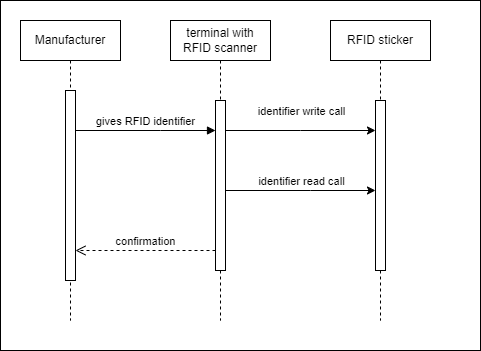 Manufacturer
terminal with
RFID scanner
RFID sticker
gives RFID identifier
identifier write call
identifier read call
confirmation